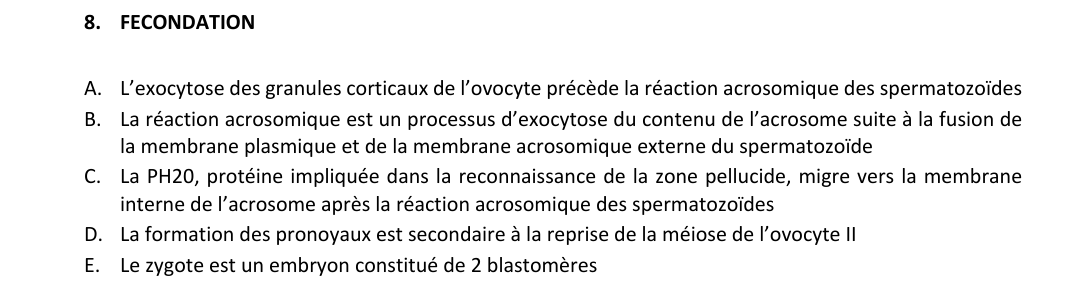 8. FECONDATION
A. L’exocytose des granules corticaux de l’ovocyte précède la réaction acrosomique des spermatozoïdes
B. La réaction acrosomique est un processus d’exocytose du contenu de l’acrosome suite à la fusion de
la membrane plasmique et de la membrane acrosomique externe du spermatozoïde
C. La PH20, protéine impliquée dans la reconnaissance de la zone pellucide, migre vers la membrane
interne de l’acrosome après la réaction acrosomique des spermatozoïdes
D. La formation des pronoyaux est secondaire à la reprise de la méiose de l’ovocyte II
E. Le zygote est un embryon constitué de 2 blastomères